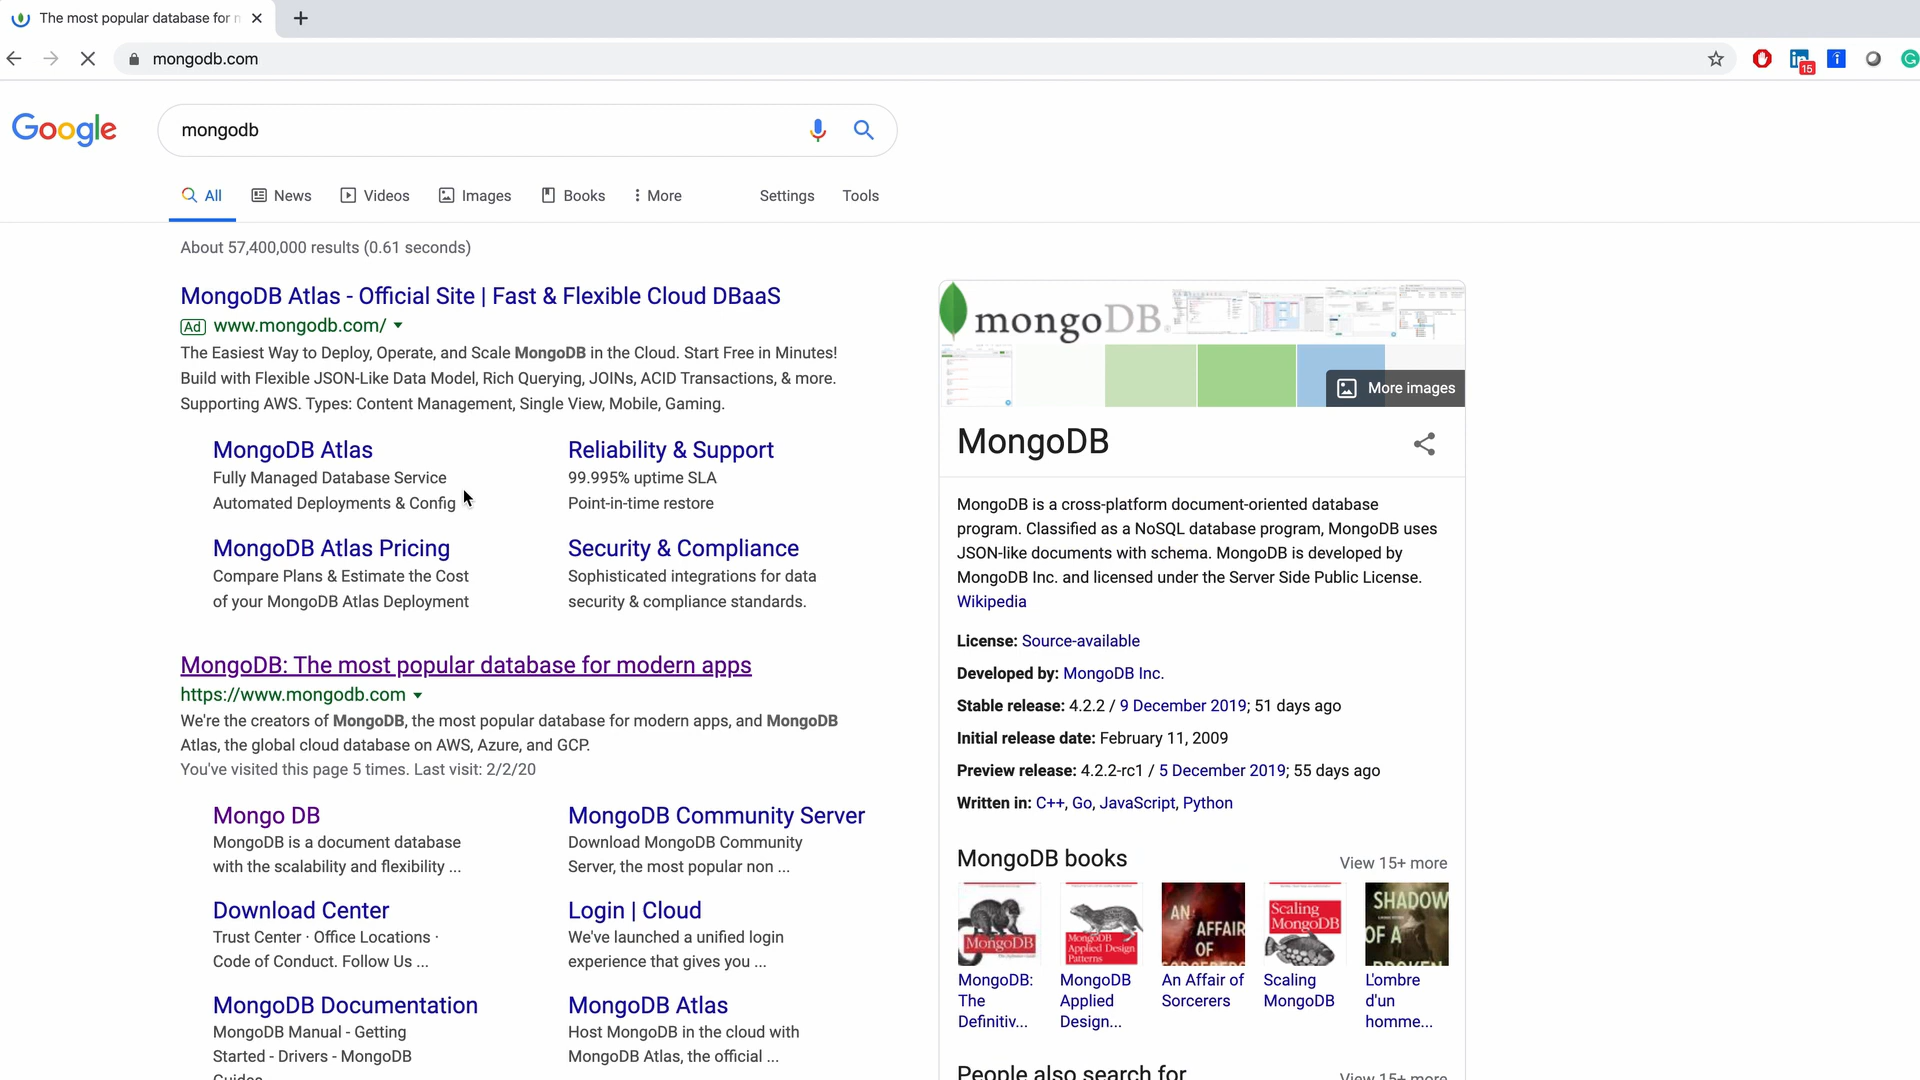 The most popular database for
mongodb.com
15
Google
mongodb
All
News
Videos
Images
Books
More
Settings
Tools
About 57,400,000 results (0.61 seconds)
MongoDB Atlas - Official Site | Fast & Flexible Cloud DBaaS
Ad www.mongodb.com/
The Easiest Way to Deploy, Operate, and Scale MongoDB in the Cloud. Start Free in Minutes!
Build with Flexible JSON-Like Data Model, Rich Querying, JOINs, ACID Transactions, & more.
Supporting AWS. Types: Content Management, Single View, Mobile, Gaming.
MongoDB Atlas
Fully Managed Database Service
Automated Deployments & Config
Reliability & Support
99.995% uptime SLA
Point-in-time restore
MongoDB Atlas Pricing
Compare Plans & Estimate the Cost
of your MongoDB Atlas Deployment
Security & Compliance
Sophisticated integrations for data
security & compliance standards.
MongoDB: The most popular database for modern apps
https://www.mongodb.com
We're the creators of MongoDB, the most popular database for modern apps, and MongoDB
Atlas, the global cloud database on AWS, Azure, and GCP.
You've visited this page 5 times. Last visit: 2/2/20
Mongo DB
MongoDB is a document database
with the scalability and flexibility ...
MongoDB Community Server
Download MongoDB Community
Server, the most popular non ...
Download Center
Trust Center · Office Locations ·
Code of Conduct. Follow Us ...
Login | Cloud
We've launched a unified login
experience that gives you ...
MongoDB Documentation
MongoDB Manual - Getting
Started - Drivers - MongoDB
Guides
MongoDB Atlas
Host MongoDB in the cloud with
MongoDB Atlas, the official ...
mongoDB
More images
MongoDB
MongoDB is a cross-platform document-oriented database
program. Classified as a NoSQL database program, MongoDB uses
JSON-like documents with schema. MongoDB is developed by
MongoDB Inc. and licensed under the Server Side Public License.
Wikipedia
License: Source-available
Developed by: MongoDB Inc.
Stable release: 4.2.2 / 9 December 2019; 51 days ago
Initial release date: February 11, 2009
Preview release: 4.2.2-rc1 / 5 December 2019; 55 days ago
Written in: C++, Go, JavaScript, Python
MongoDB books
View 15+ more
MongoDB
MongoDB
Applied Design
Patterns
AN
AFFAIR
OF
SORCERERS
Scaling
MongoDB
SHADOW
OF A
BROKEN
MongoDB:
The
Definitiv...
MongoDB
Applied
Design...
An Affair of
Sorcerers
Scaling
MongoDB
L'ombre
d'un
homme...
People also search for
View 15+ more